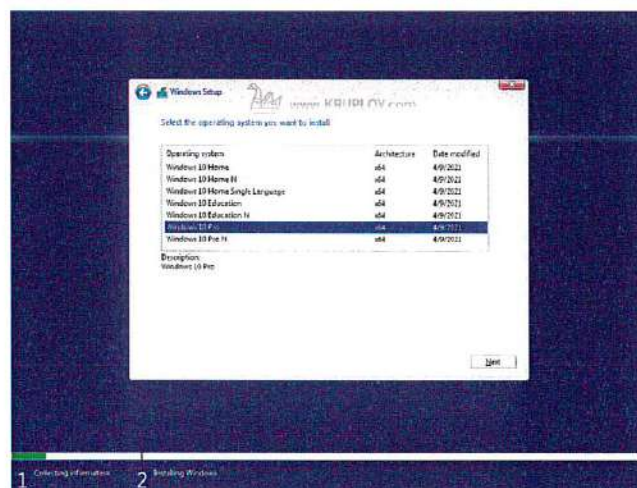 Windows Setup
www.KRUPLOY.com
Select the operating system you want to install
Operating system Architecture Date modified
Windows 10 Home x64 4/9/2021
Windows 10 Home N x64 4/9/2021
Windows 10 Home Single Language x64 4/9/2021
Windows 10 Education x64 4/9/2021
Windows 10 Education N x64 4/9/2021
Windows 10 Pro x64 4/9/2021
Windows 10 Pro N x64 4/9/2021
Description:
Windows 10 Pro
Next
1 Collecting information 2 Installing Windows